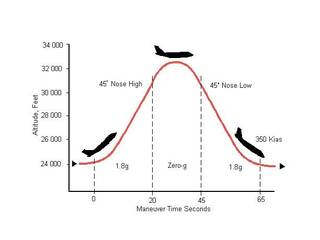 34 000
32 000
45° Nose High
45° Nose Low
30 000
Altitude, Feet
28 000
26 000
350 Kias
24 000
1.8g
Zero-g
1.8g
0
20
45
65
Maneuver Time Seconds